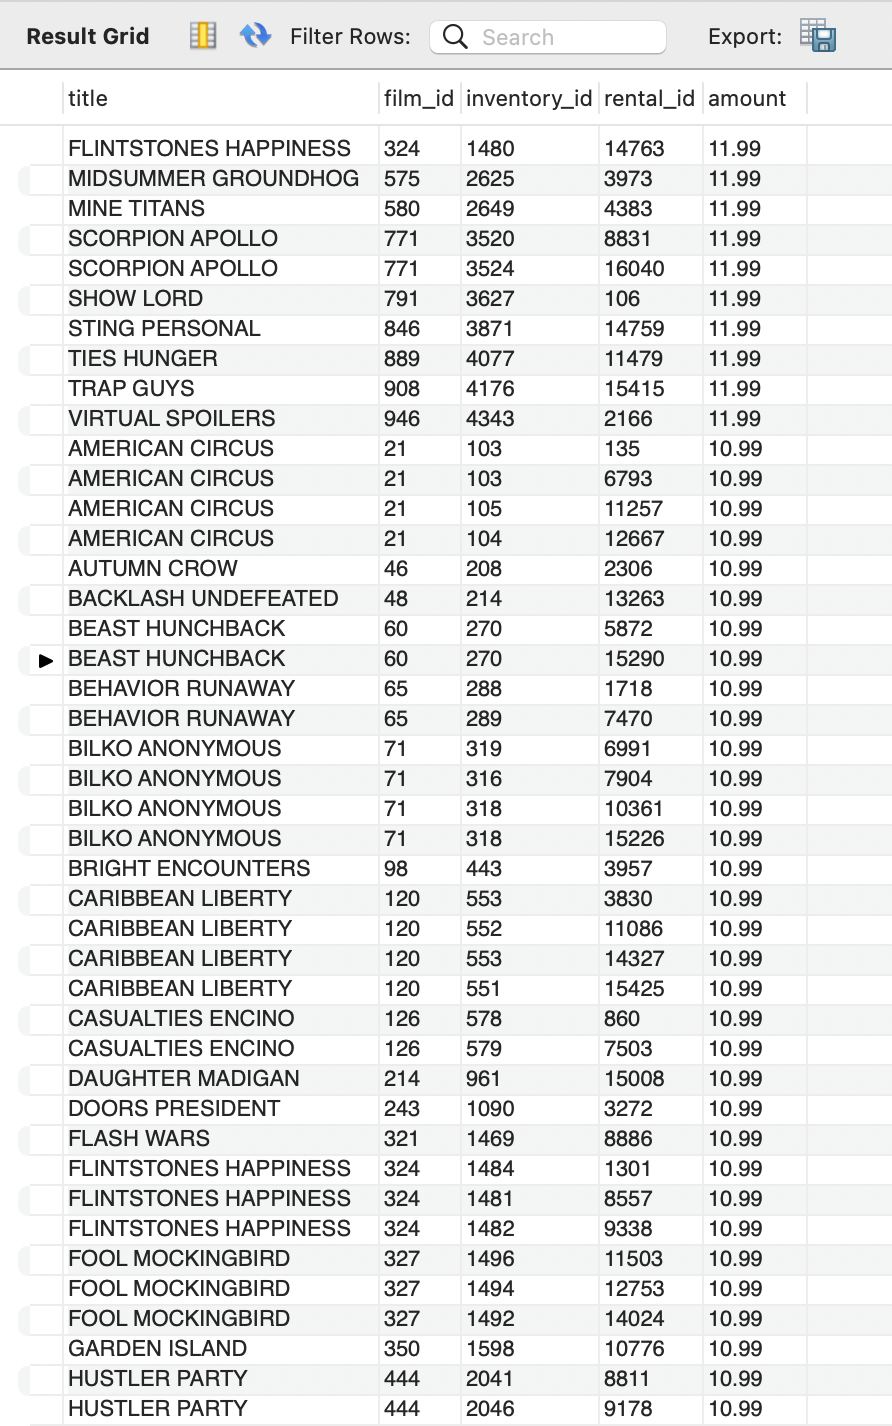 Result Grid Filter Rows: Search Export:
title film_id inventory_id rental_id amount
FLINTSTONES HAPPINESS 324 1480 14763 11.99
MIDSUMMER GROUNDHOG 575 2625 3973 11.99
MINE TITANS 580 2649 4383 11.99
SCORPION APOLLO 771 3520 8831 11.99
SCORPION APOLLO 771 3524 16040 11.99
SHOW LORD 791 3627 106 11.99
STING PERSONAL 846 3871 14759 11.99
TIES HUNGER 889 4077 11479 11.99
TRAP GUYS 908 4176 15415 11.99
VIRTUAL SPOILERS 946 4343 2166 11.99
AMERICAN CIRCUS 21 103 135 10.99
AMERICAN CIRCUS 21 103 6793 10.99
AMERICAN CIRCUS 21 105 11257 10.99
AMERICAN CIRCUS 21 104 12667 10.99
AUTUMN CROW 46 208 2306 10.99
BACKLASH UNDEFEATED 48 214 13263 10.99
BEAST HUNCHBACK 60 270 5872 10.99
BEAST HUNCHBACK 60 270 15290 10.99
BEHAVIOR RUNAWAY 65 288 1718 10.99
BEHAVIOR RUNAWAY 65 289 7470 10.99
BILKO ANONYMOUS 71 319 6991 10.99
BILKO ANONYMOUS 71 316 7904 10.99
BILKO ANONYMOUS 71 318 10361 10.99
BILKO ANONYMOUS 71 318 15226 10.99
BRIGHT ENCOUNTERS 98 443 3957 10.99
CARIBBEAN LIBERTY 120 553 3830 10.99
CARIBBEAN LIBERTY 120 552 11086 10.99
CARIBBEAN LIBERTY 120 553 14327 10.99
CARIBBEAN LIBERTY 120 551 15425 10.99
CASUALTIES ENCINO 126 578 860 10.99
CASUALTIES ENCINO 126 579 7503 10.99
DAUGHTER MADIGAN 214 961 15008 10.99
DOORS PRESIDENT 243 1090 3272 10.99
FLASH WARS 321 1469 8886 10.99
FLINTSTONES HAPPINESS 324 1484 1301 10.99
FLINTSTONES HAPPINESS 324 1481 8557 10.99
FLINTSTONES HAPPINESS 324 1482 9338 10.99
FOOL MOCKINGBIRD 327 1496 11503 10.99
FOOL MOCKINGBIRD 327 1494 12753 10.99
FOOL MOCKINGBIRD 327 1492 14024 10.99
GARDEN ISLAND 350 1598 10776 10.99
HUSTLER PARTY 444 2041 8811 10.99
HUSTLER PARTY 444 2046 9178 10.99